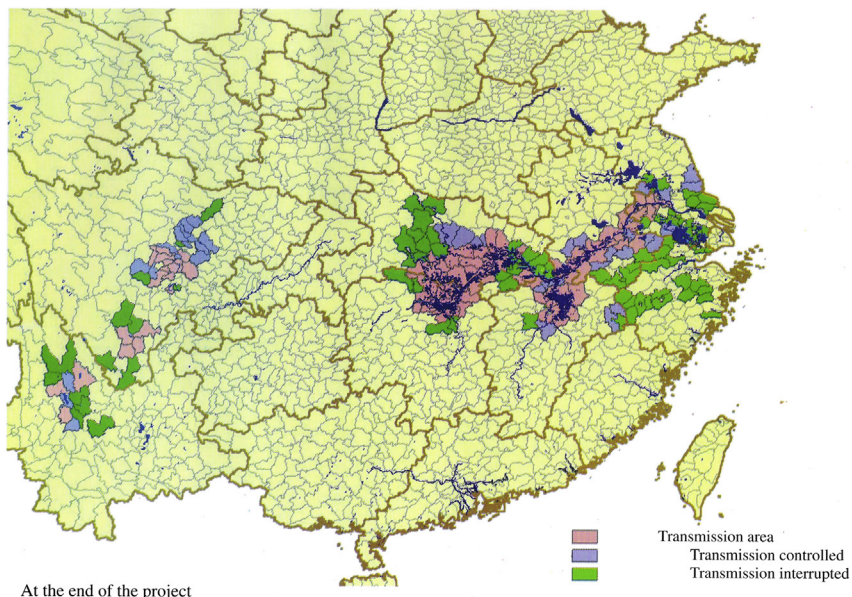 Transmission area
Transmission controlled
Transmission interrupted
At the end of the project